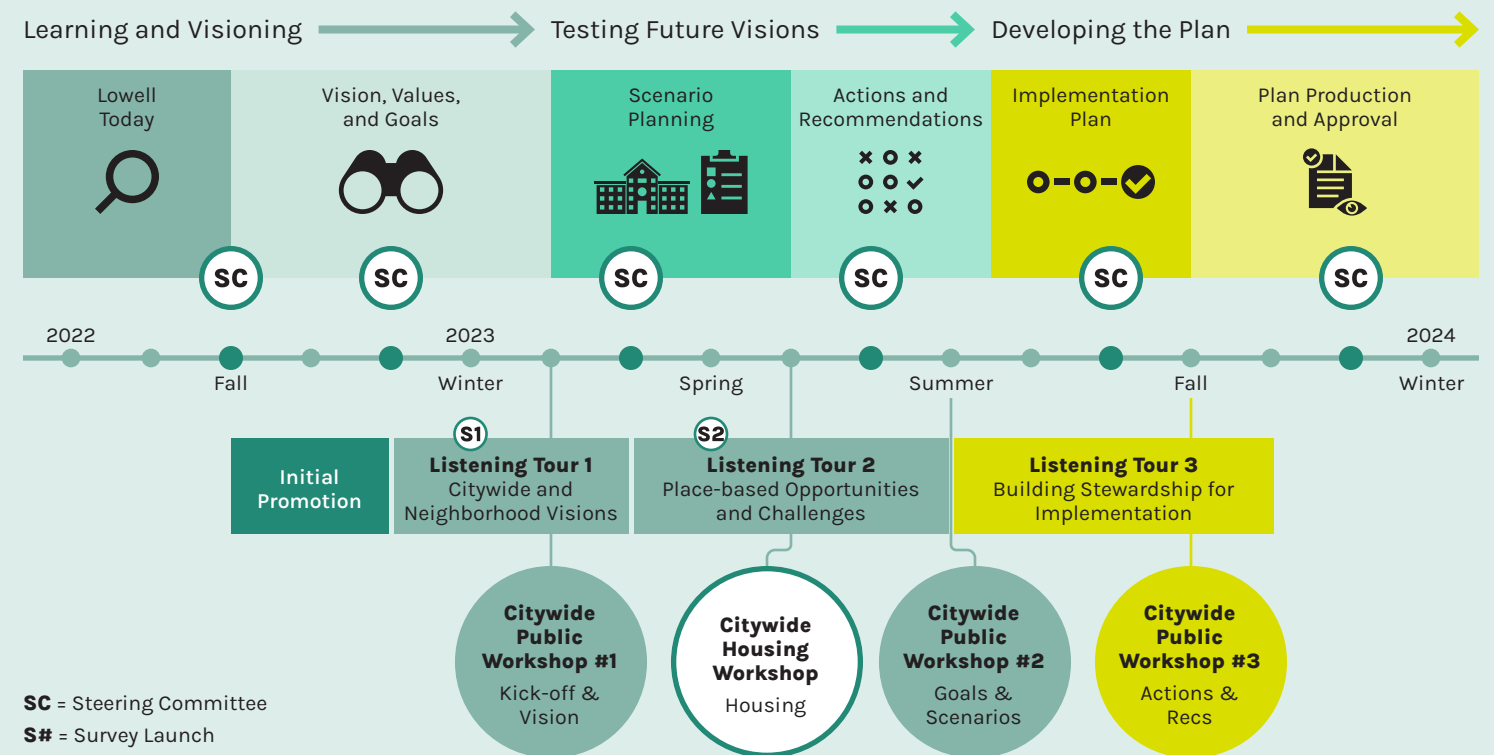 Learning and Visioning
Testing Future Visions
Developing the Plan
Lowell
Today
Vision, Values,
and Goals
Scenario
Planning
Actions and
Recommendations
Implementation
Plan
Plan Production
and Approval
SC
SC
SC
SC
SC
SC
2022
2023
2024
Fall
Winter
Spring
Summer
Fall
Winter
Initial
Promotion
S1
Listening Tour 1
Citywide and
Neighborhood Visions
S2
Listening Tour 2
Place-based Opportunities
and Challenges
Listening Tour 3
Building Stewardship for
Implementation
Citywide
Public
Workshop #1
Kick-off &
Vision
Citywide
Housing
Workshop
Housing
Citywide
Public
Workshop #2
Goals &
Scenarios
Citywide
Public
Workshop #3
Actions &
Recs
SC = Steering Committee
S# = Survey Launch